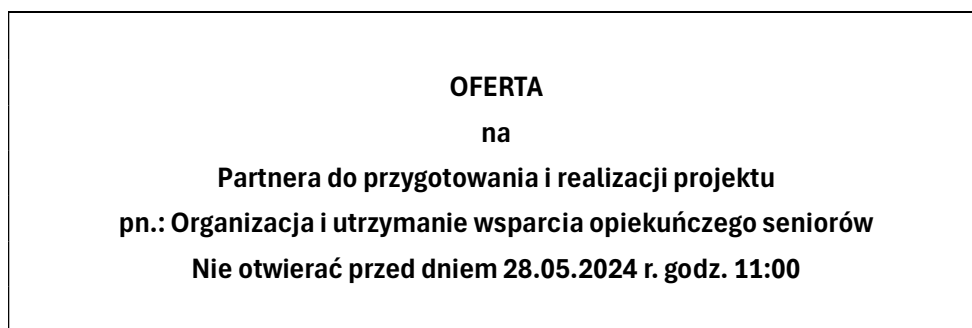 OFERTA
na
Partnera do przygotowania i realizacji projektu
pn.: Organizacja i utrzymanie wsparcia opiekuńczego seniorów
Nie otwierać przed dniem 28.05.2024 r. godz. 11:00